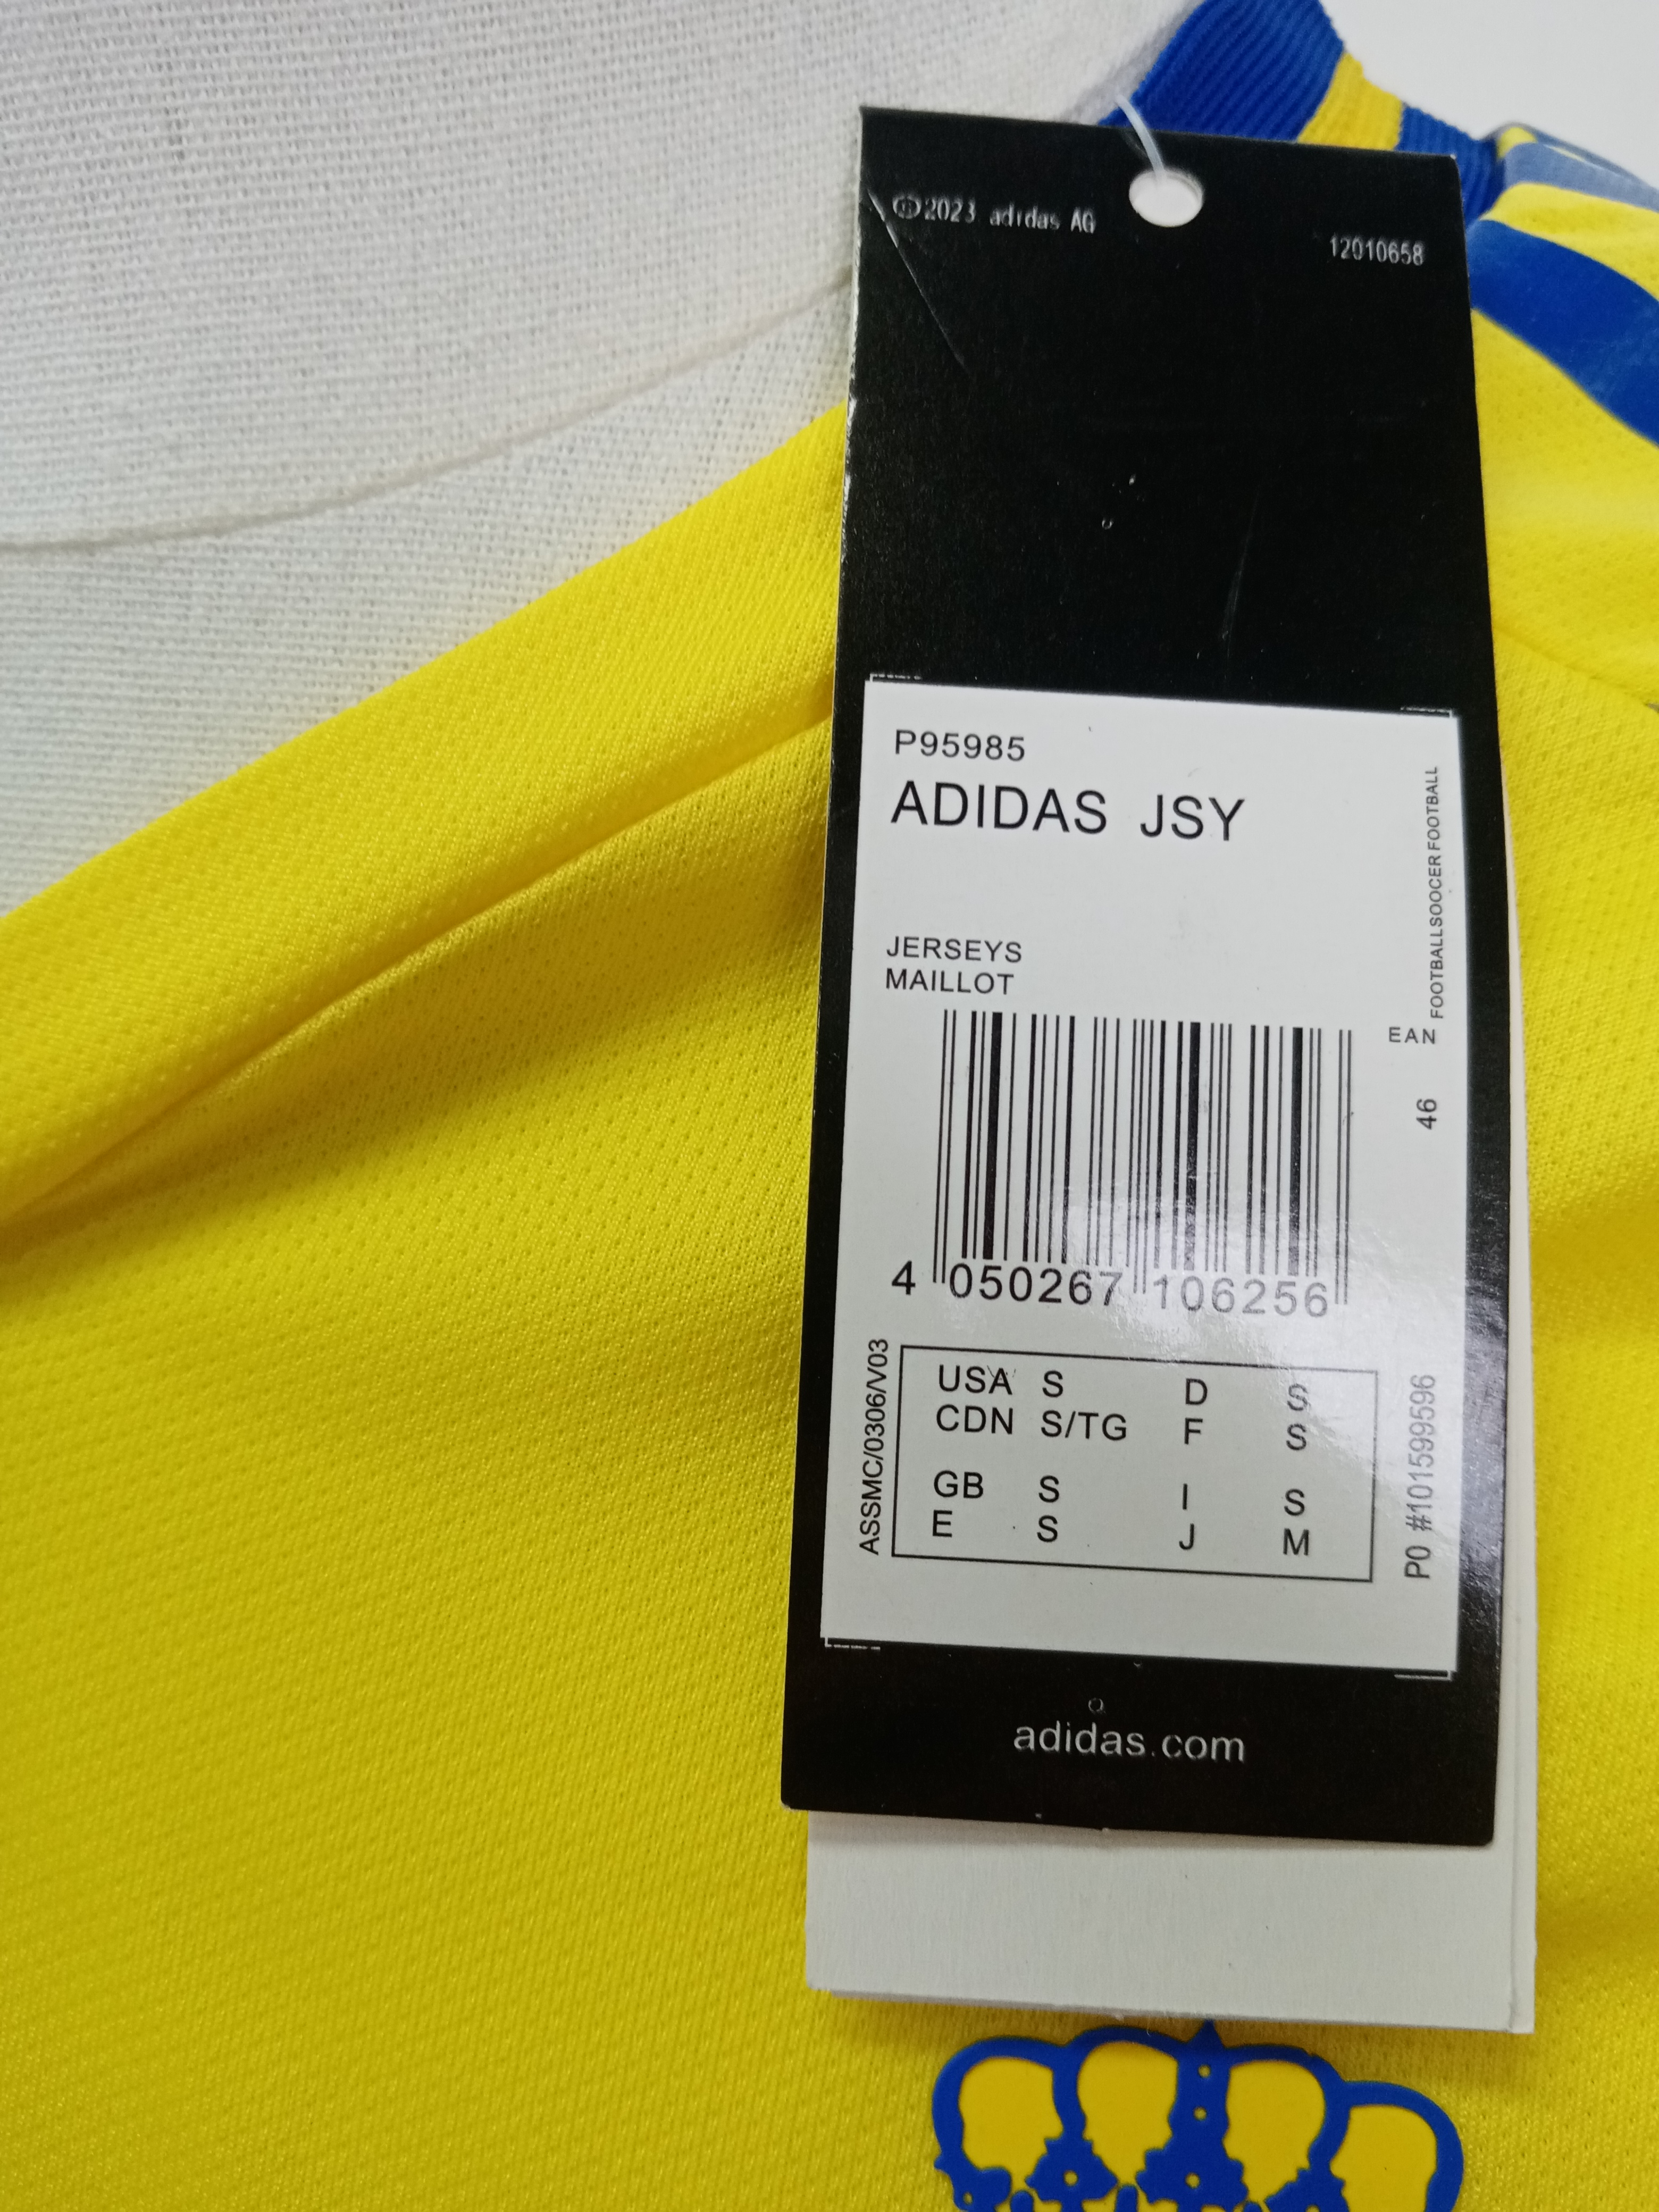 ©2023 adidas AG
12010658
P95985
ADIDAS JSY
FOOTBALLSOOCER FOOTBALL
JERSEYS
MAILLOT
EAN
46
4 050267 106256
ASSMC/0306/V03
USA S D S
CDN S/TG F S
GB S I S
E S J M
PO #101599596
adidas.com